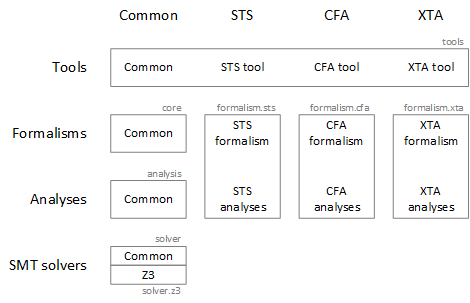 Common STS CFA XTA
tools
Tools Common STS tool CFA tool XTA tool
core formalism.sts formalism.cfa formalism.xta
Formalisms Common STS formalism CFA formalism XTA formalism
analysis
Analyses Common STS analyses CFA analyses XTA analyses
solver
SMT solvers Common
Z3
solver.z3